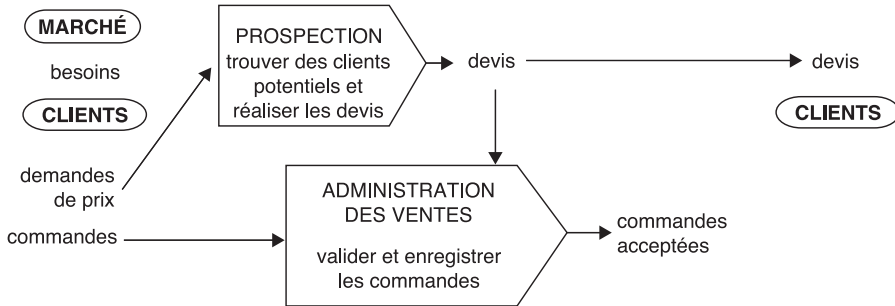 MARCHÉ
besoins
CLIENTS
demandes
de prix
commandes
PROSPECTION
trouver des clients
potentiels et
réaliser les devis
devis
devis
CLIENTS
ADMINISTRATION
DES VENTES
valider et enregistrer
les commandes
commandes
acceptées